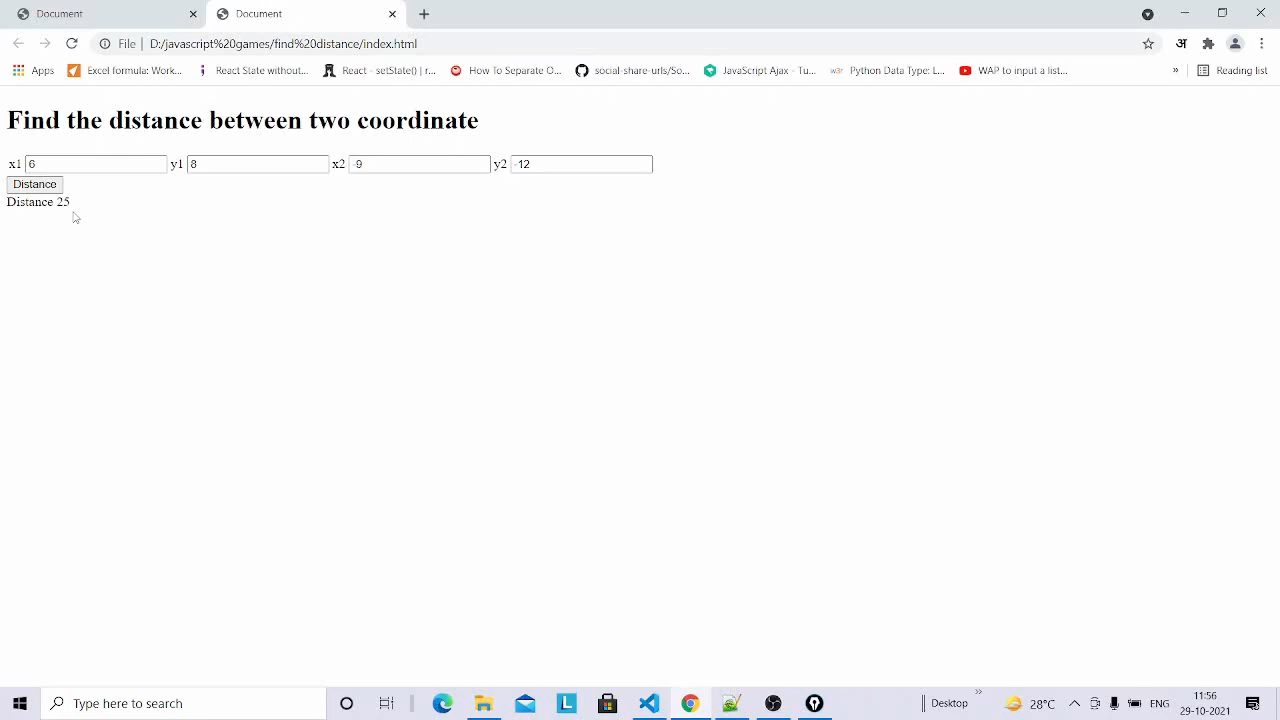 Document
Document
File
D:/javascript%20games/find%20distance/index.html
अ
Apps
Excel formula: Work...
React State without...
React - setState() | r...
How To Separate O...
social-share-urls/So...
JavaScript Ajax - Tu...
w3r
Python Data Type: L...
WAP to input a list...
»
Reading list
Find the distance between two coordinate
x1 6 y1 8 x2 -9 y2 -12
Distance
Distance 25
Type here to search
L
Desktop
»
28°C
ENG
11:56
29-10-2021